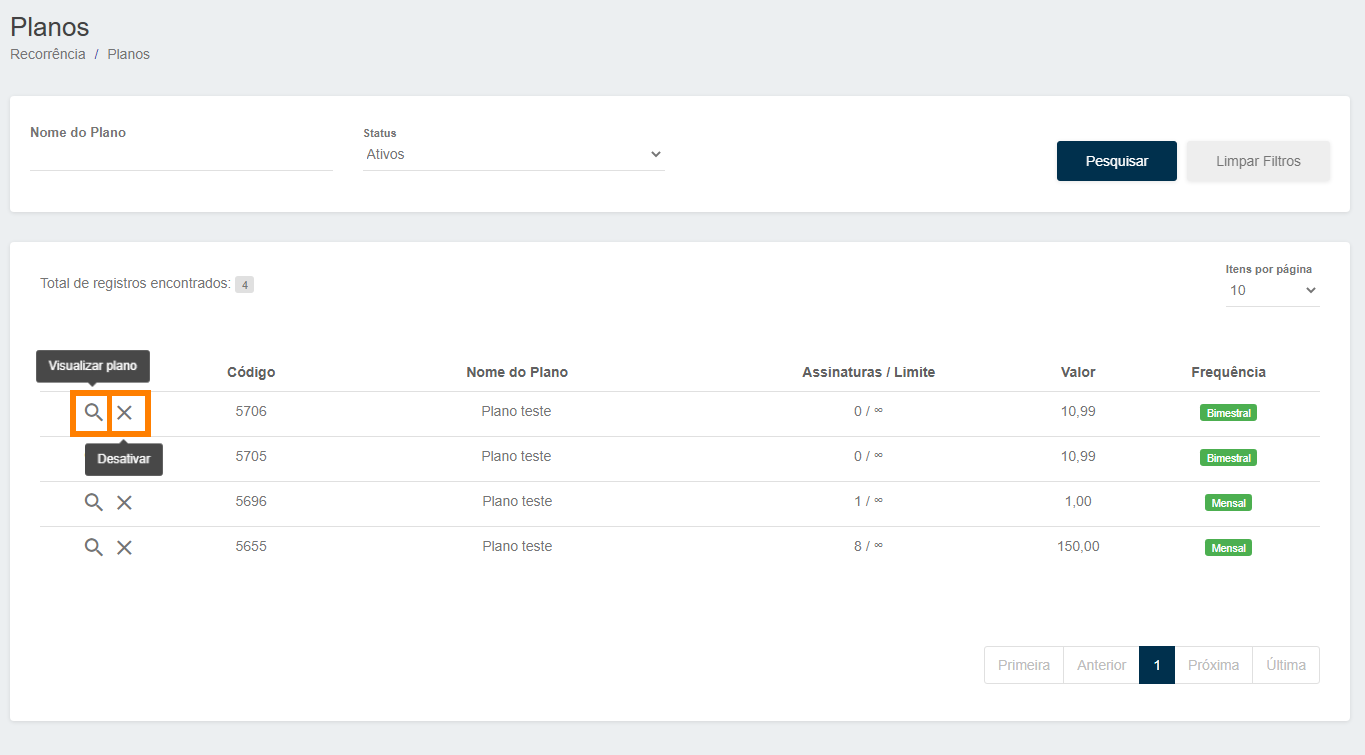 Planos
Recorrência / Planos
Nome do Plano
Status
Ativos
Pesquisar
Limpar Filtros
Total de registros encontrados: 4
Itens por página
10
Visualizar plano
Código Nome do Plano Assinaturas / Limite Valor Frequência
5706 Plano teste 0 / ∞ 10,99 Bimestral
Desativar
5705 Plano teste 0 / ∞ 10,99 Bimestral
5696 Plano teste 1 / ∞ 1,00 Mensal
5655 Plano teste 8 / ∞ 150,00 Mensal
Primeira Anterior 1 Próxima Última